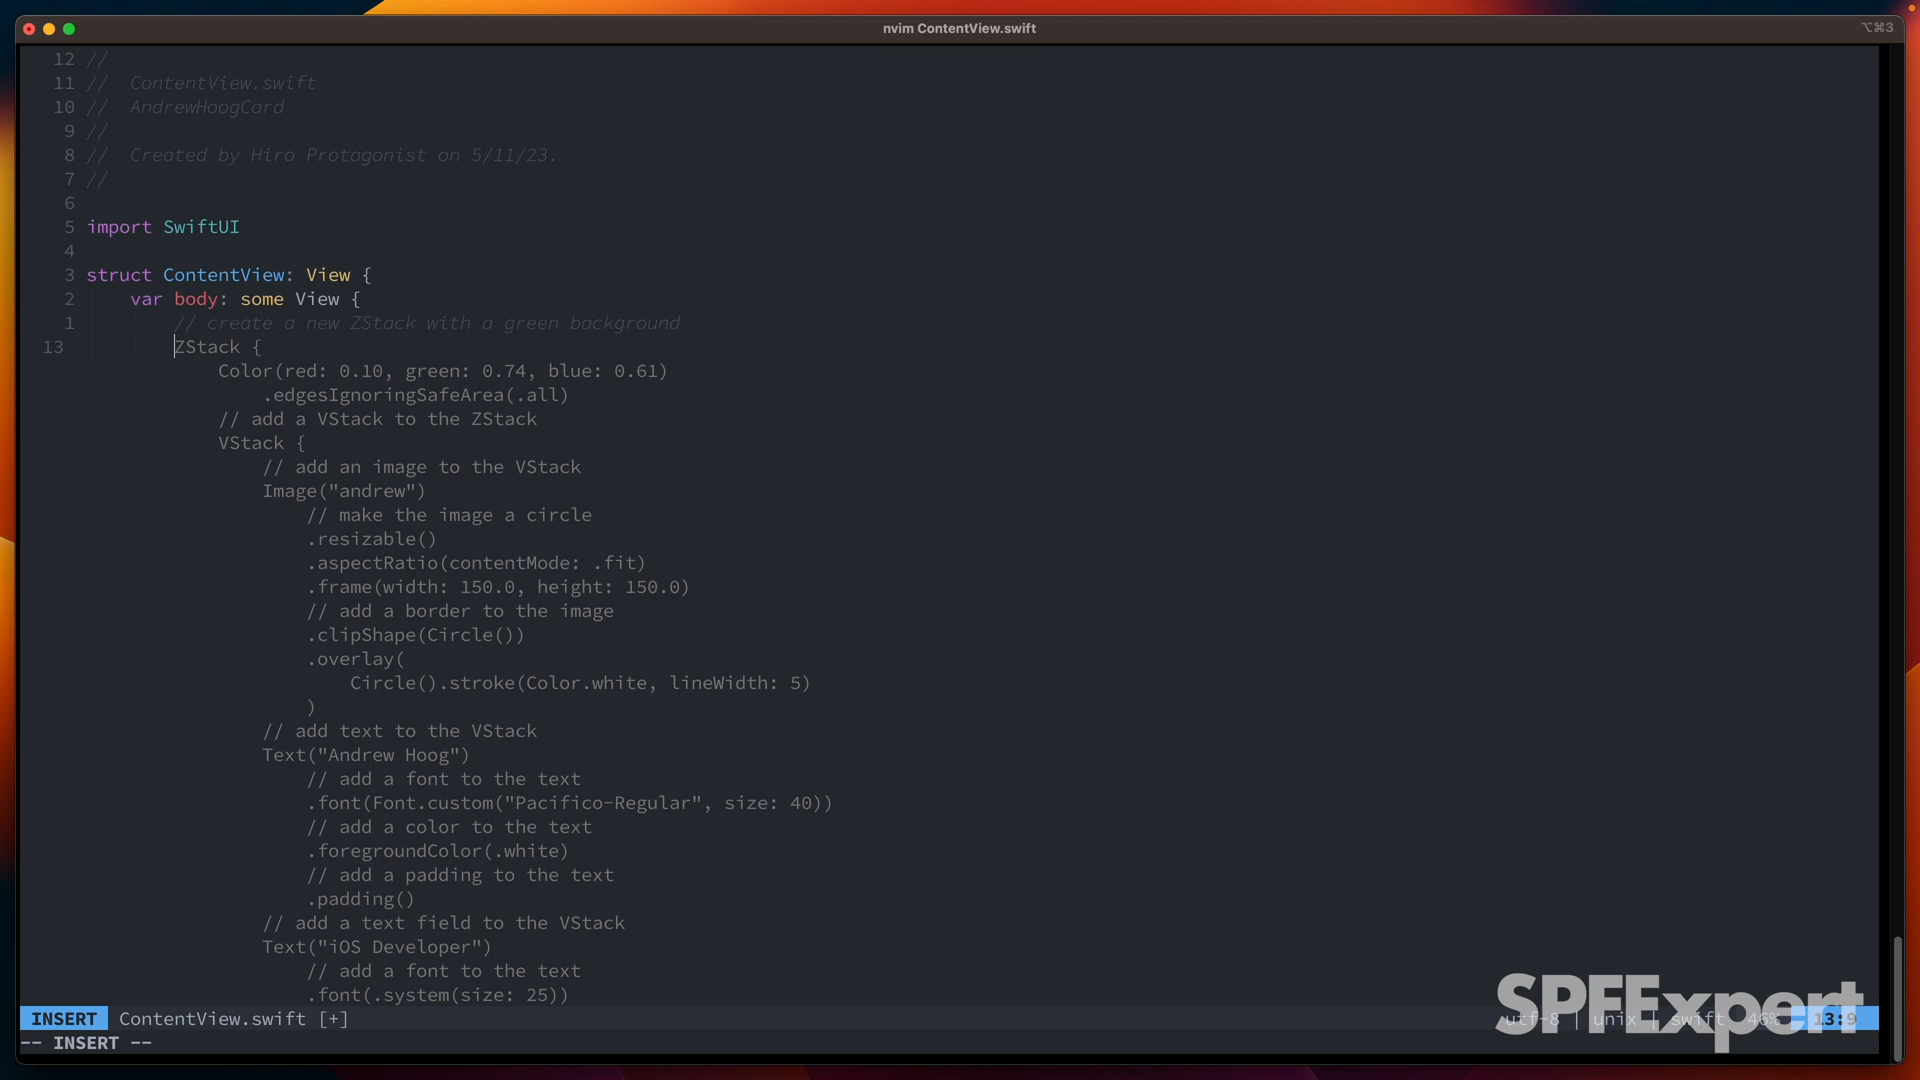 nvim ContentView.swift
⌥⌘3
12 //
11 //  ContentView.swift
10 //  AndrewHoogCard
9 //
8 //  Created by Hiro Protagonist on 5/11/23.
7 //
6
5 import SwiftUI
4
3 struct ContentView: View {
2     var body: some View {
1         // create a new ZStack with a green background
13         ZStack {
            Color(red: 0.10, green: 0.74, blue: 0.61)
                .edgesIgnoringSafeArea(.all)
            // add a VStack to the ZStack
            VStack {
                // add an image to the VStack
                Image("andrew")
                    // make the image a circle
                    .resizable()
                    .aspectRatio(contentMode: .fit)
                    .frame(width: 150.0, height: 150.0)
                    // add a border to the image
                    .clipShape(Circle())
                    .overlay(
                        Circle().stroke(Color.white, lineWidth: 5)
                    )
                // add text to the VStack
                Text("Andrew Hoog")
                    // add a font to the text
                    .font(Font.custom("Pacifico-Regular", size: 40))
                    // add a color to the text
                    .foregroundColor(.white)
                    // add a padding to the text
                    .padding()
                // add a text field to the VStack
                Text("iOS Developer")
                    // add a font to the text
                    .font(.system(size: 25))
SPFFExpert
INSERT ContentView.swift [+] utf-8 | unix | swift 46% 13:9
-- INSERT --